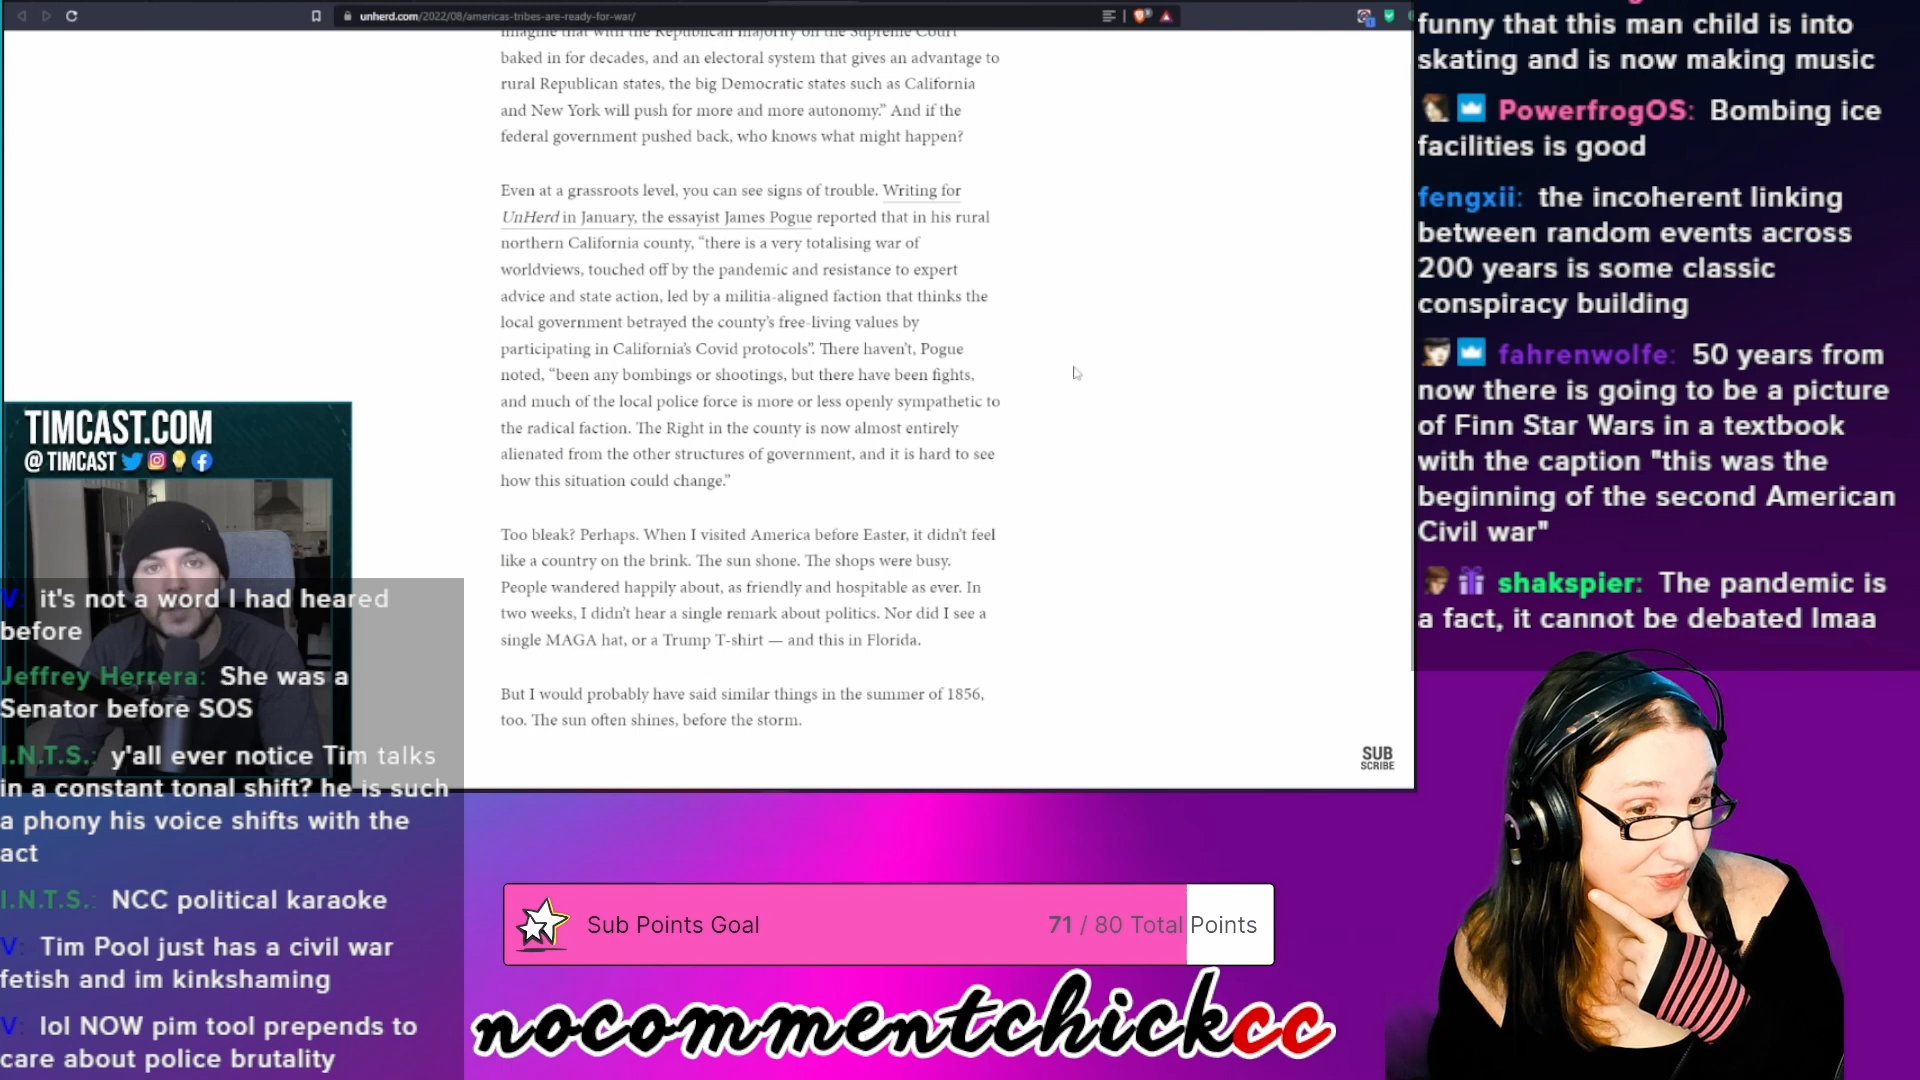 unherd.com/2022/08/americas-tribes-are-ready-for-war/
imagine that with the Republican majority on the Supreme Court
baked in for decades, and an electoral system that gives an advantage to
rural Republican states, the big Democratic states such as California
and New York will push for more and more autonomy.” And if the
federal government pushed back, who knows what might happen?
Even at a grassroots level, you can see signs of trouble. Writing for
UnHerd in January, the essayist James Pogue reported that in his rural
northern California county, “there is a very totalising war of
worldviews, touched off by the pandemic and resistance to expert
advice and state action, led by a militia-aligned faction that thinks the
local government betrayed the county’s free-living values by
participating in California’s Covid protocols”. There haven’t, Pogue
noted, “been any bombings or shootings, but there have been fights,
and much of the local police force is more or less openly sympathetic to
the radical faction. The Right in the county is now almost entirely
alienated from the other structures of government, and it is hard to see
how this situation could change.”
Too bleak? Perhaps. When I visited America before Easter, it didn’t feel
like a country on the brink. The sun shone. The shops were busy.
People wandered happily about, as friendly and hospitable as ever. In
two weeks, I didn’t hear a single remark about politics. Nor did I see a
single MAGA hat, or a Trump T-shirt — and this in Florida.
But I would probably have said similar things in the summer of 1856,
too. The sun often shines, before the storm.
SUB
SCRIBE
TIMCAST.COM
@ TIMCAST
V: it's not a word I had heared
before
Jeffrey Herrera: She was a
Senator before SOS
I.N.T.S.: y'all ever notice Tim talks
in a constant tonal shift? he is such
a phony his voice shifts with the
act
I.N.T.S.: NCC political karaoke
V: Tim Pool just has a civil war
fetish and im kinkshaming
V: lol NOW pim tool prepends to
care about police brutality
funny that this man child is into
skating and is now making music
PowerfrogOS: Bombing ice
facilities is good
fengxii: the incoherent linking
between random events across
200 years is some classic
conspiracy building
fahrenwolfe: 50 years from
now there is going to be a picture
of Finn Star Wars in a textbook
with the caption "this was the
beginning of the second American
Civil war"
shakspier: The pandemic is
a fact, it cannot be debated lmaa
Sub Points Goal 71 / 80 Total Points
nocommentchickcc